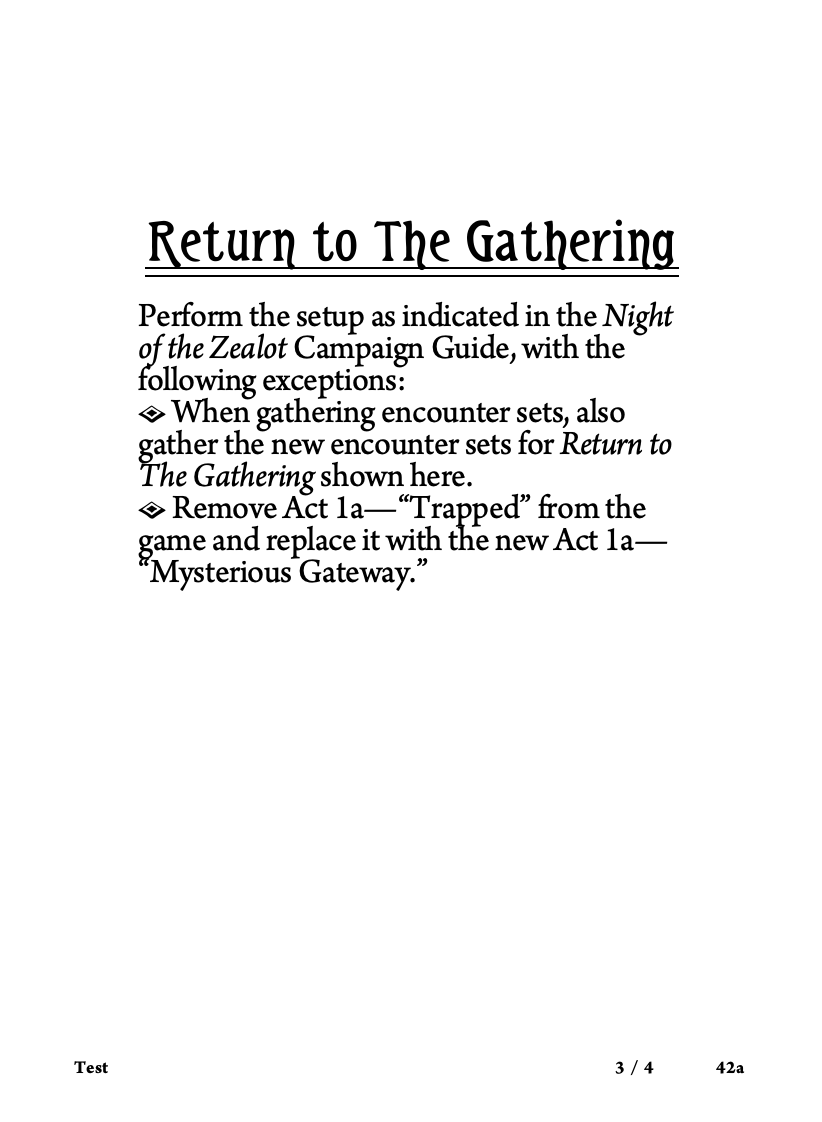 Return to The Gathering
Perform the setup as indicated in the Night
of the Zealot Campaign Guide, with the
following exceptions:
When gathering encounter sets, also
gather the new encounter sets for Return to
The Gathering shown here.
Remove Act 1a—“Trapped” from the
game and replace it with the new Act 1a—
“Mysterious Gateway.”
Test 3 / 4 42a